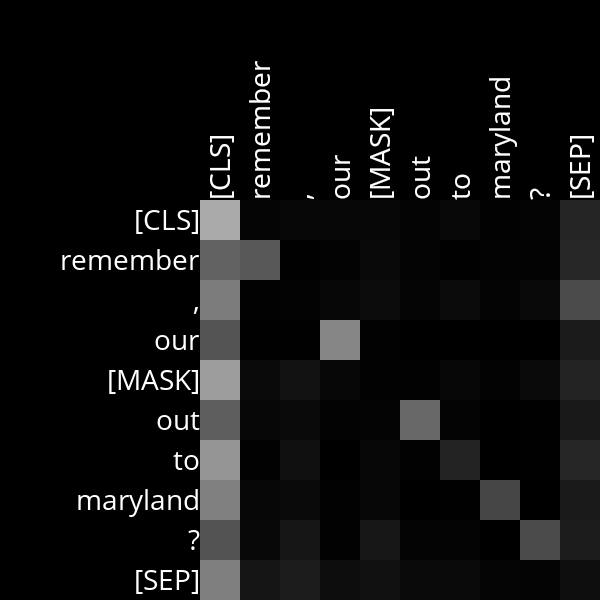 [CLS] remember , our [MASK] out to maryland ? [SEP]
[CLS]
remember
,
our
[MASK]
out
to
maryland
?
[SEP]